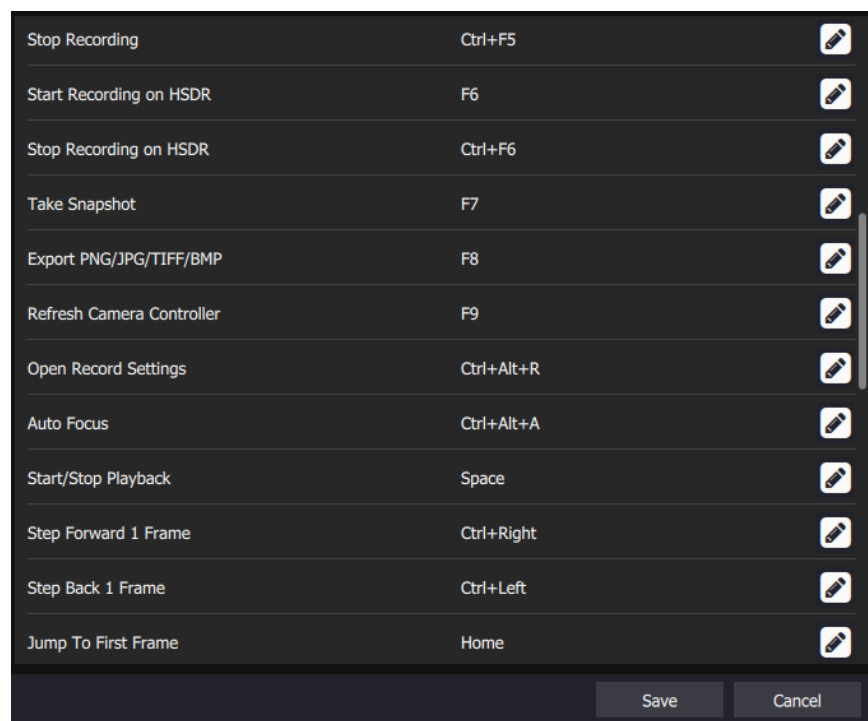 Stop Recording Ctrl+F5
Start Recording on HSDR F6
Stop Recording on HSDR Ctrl+F6
Take Snapshot F7
Export PNG/JPG/TIFF/BMP F8
Refresh Camera Controller F9
Open Record Settings Ctrl+Alt+R
Auto Focus Ctrl+Alt+A
Start/Stop Playback Space
Step Forward 1 Frame Ctrl+Right
Step Back 1 Frame Ctrl+Left
Jump To First Frame Home
Save Cancel